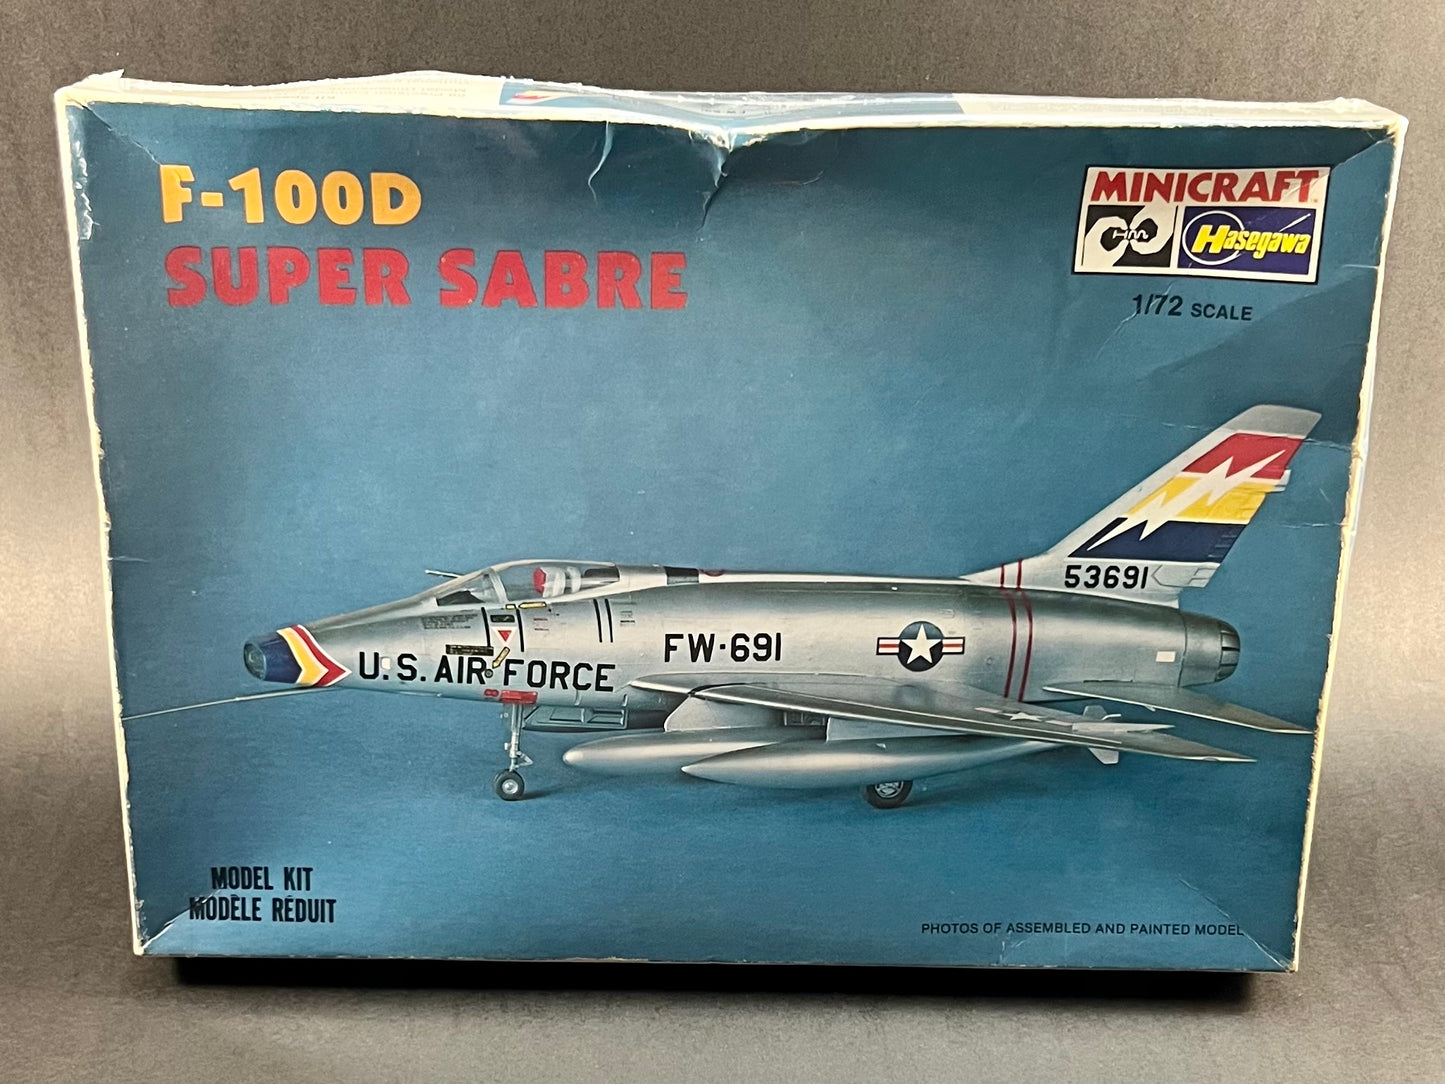 F-100D
SUPER SABRE
MINICRAFT
HM
Hasegawa
1/72 SCALE
53691
FW-691
U.S. AIR FORCE
MODEL KIT
MODÈLE RÉDUIT
PHOTOS OF ASSEMBLED AND PAINTED MODEL